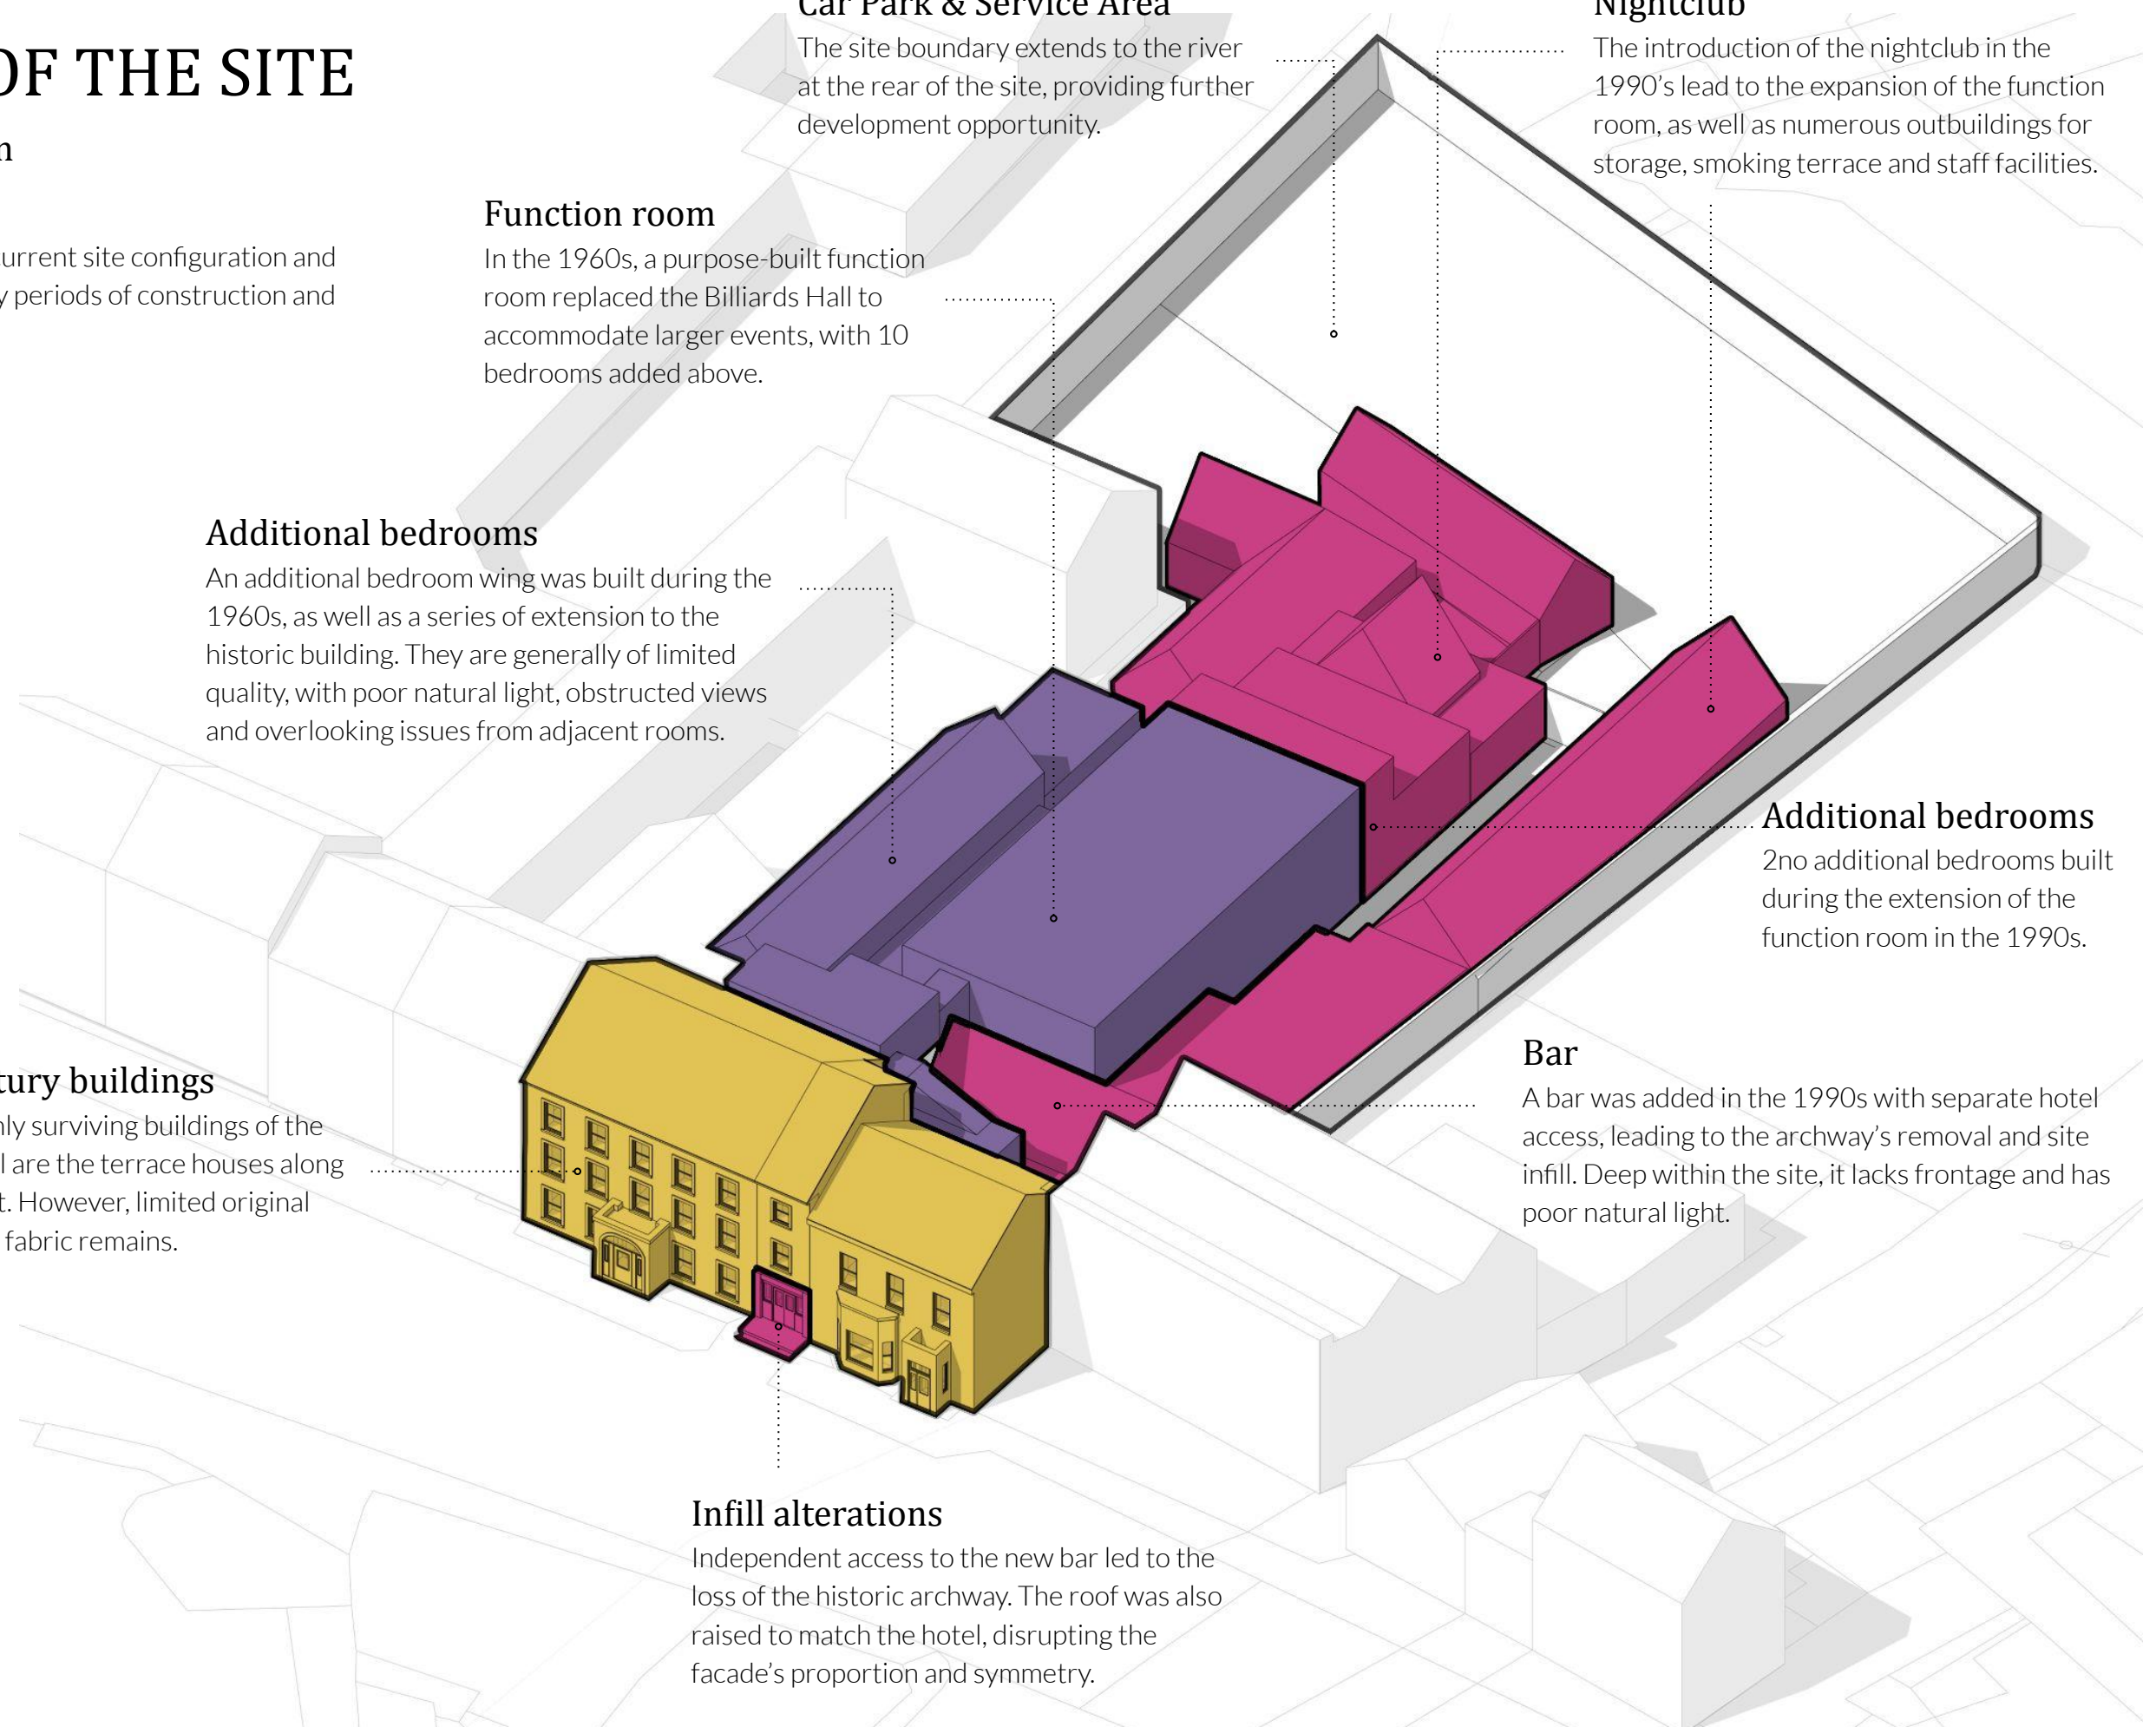 OF THE SITE
urrent site configuration and
periods of construction and
Car Park & Service Area
The site boundary extends to the river
at the rear of the site, providing further
development opportunity.
Nightclub
The introduction of the nightclub in the
1990's lead to the expansion of the function
room, as well as numerous outbuildings for
storage, smoking terrace and staff facilities.
Function room
In the 1960s, a purpose-built function
room replaced the Billiards Hall to
accommodate larger events, with 10
bedrooms added above.
Additional bedrooms
An additional bedroom wing was built during the
1960s, as well as a series of extension to the
historic building. They are generally of limited
quality, with poor natural light, obstructed views
and overlooking issues from adjacent rooms.
Additional bedrooms
2no additional bedrooms built
during the extension of the
function room in the 1990s.
Bar
A bar was added in the 1990s with separate hotel
access, leading to the archway's removal and site
infill. Deep within the site, it lacks frontage and has
poor natural light.
tury buildings
nly surviving buildings of the
l are the terrace houses along
t. However, limited original
fabric remains.
Infill alterations
Independent access to the new bar led to the
loss of the historic archway. The roof was also
raised to match the hotel, disrupting the
facade's proportion and symmetry.